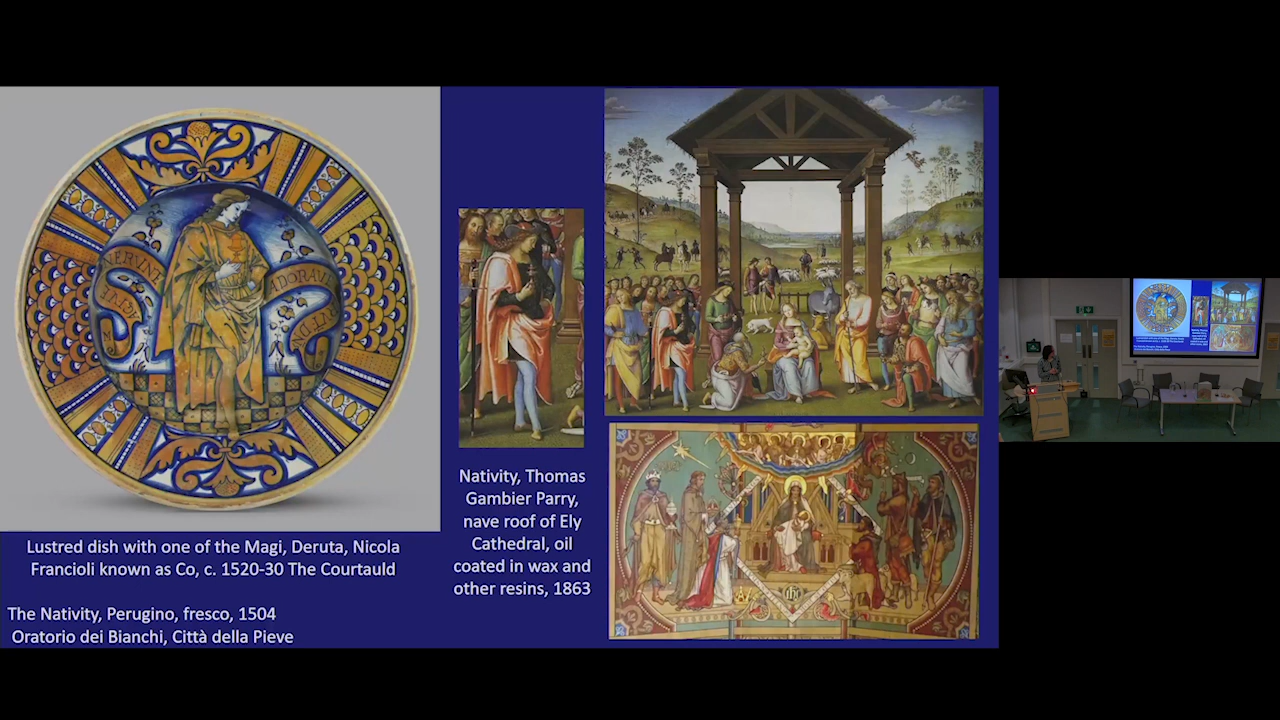 Lustred dish with one of the Magi, Deruta, Nicola
Francioli known as Co, c. 1520-30 The Courtauld
The Nativity, Perugino, fresco, 1504
Oratorio dei Bianchi, Città della Pieve
Nativity, Thomas
Gambier Parry,
nave roof of Ely
Cathedral, oil
coated in wax and
other resins, 1863